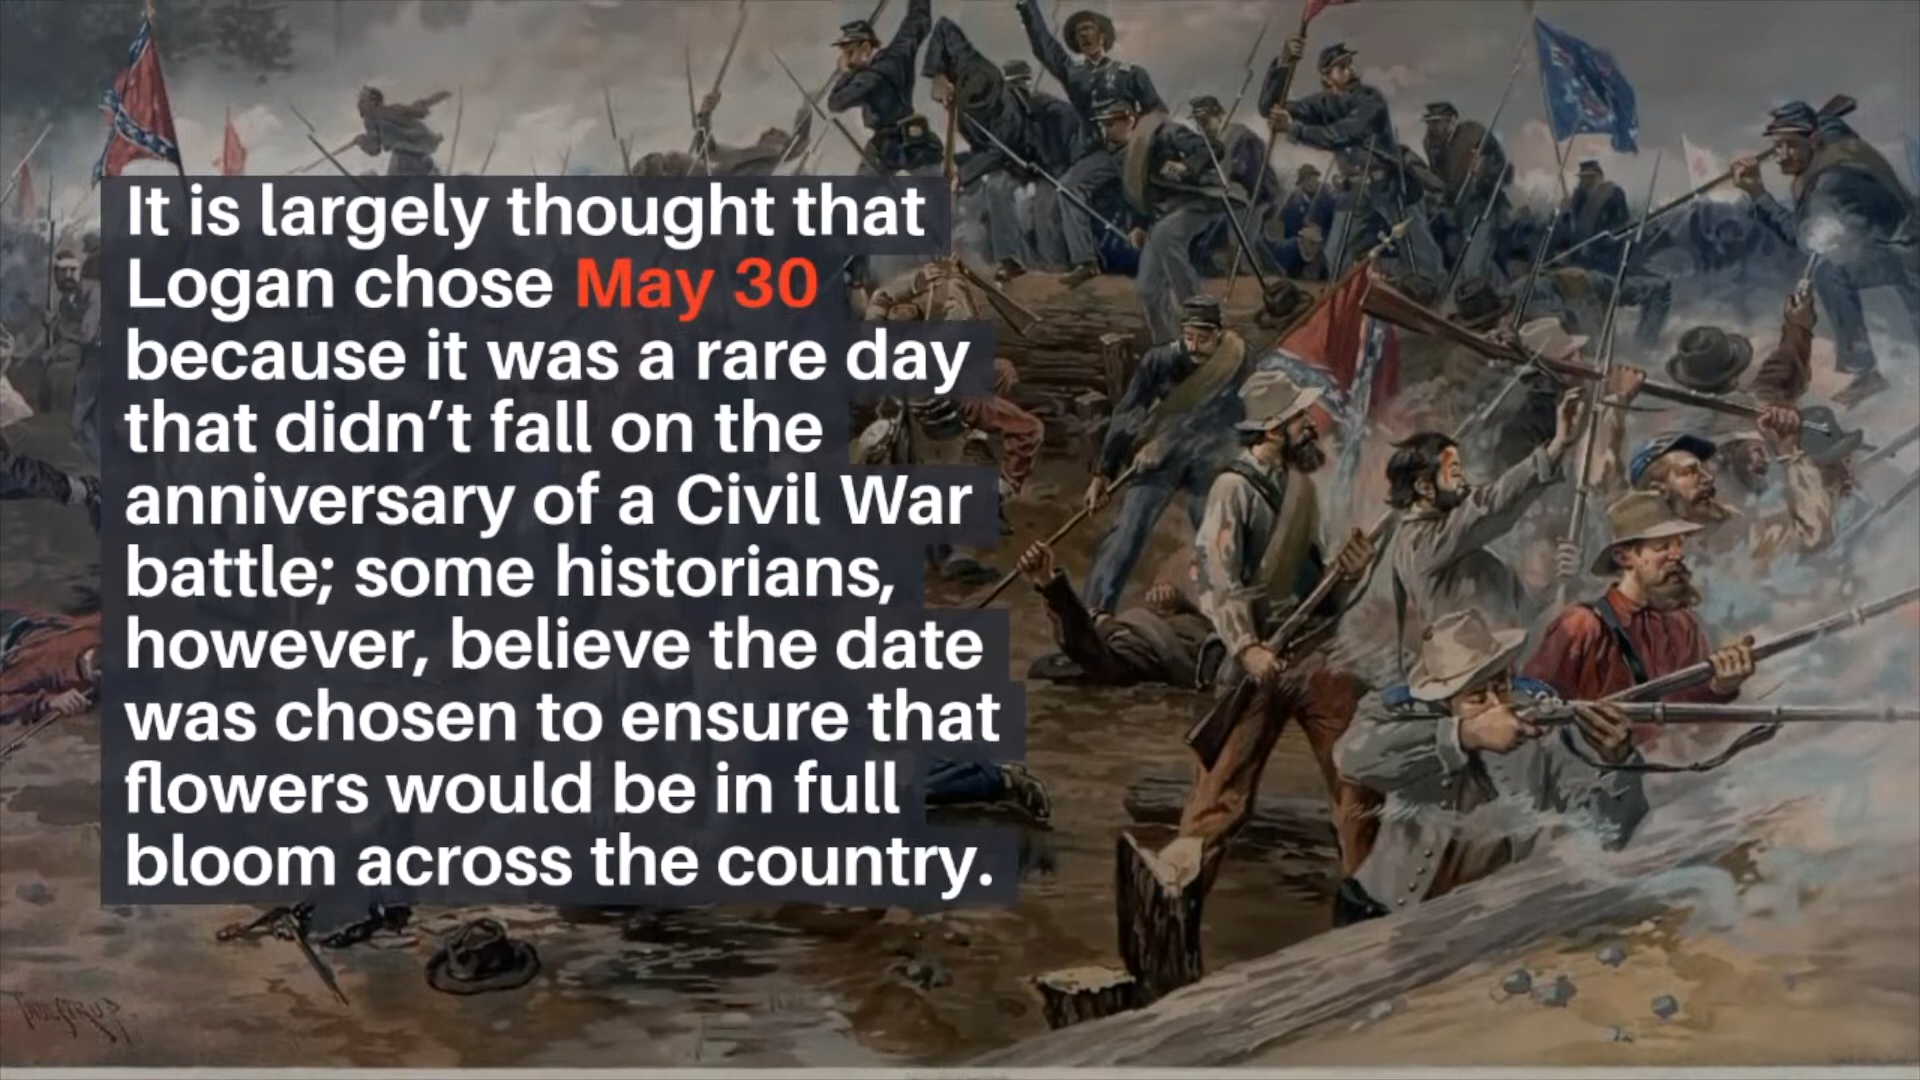 It is largely thought that
Logan chose May 30
because it was a rare day
that didn’t fall on the
anniversary of a Civil War
battle; some historians,
however, believe the date
was chosen to ensure that
flowers would be in full
bloom across the country.